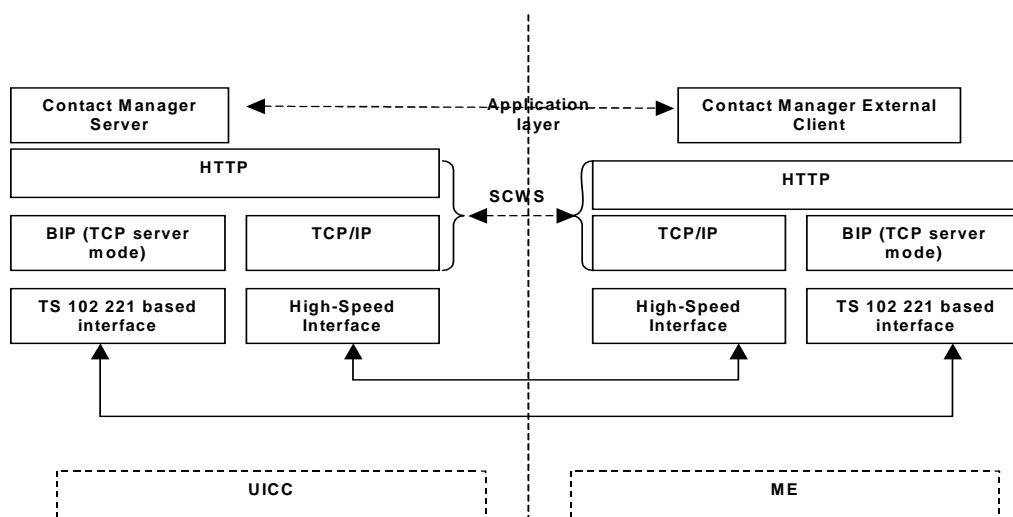 Contact Manager
Server
Application
layer
Contact Manager External
Client
HTTP
HTTP
SCWS
BIP (TCP server
mode)
TCP/IP
TCP/IP
BIP (TCP server
mode)
TS 102 221 based
interface
High-Speed
Interface
High-Speed
Interface
TS 102 221 based
interface
UICC
ME